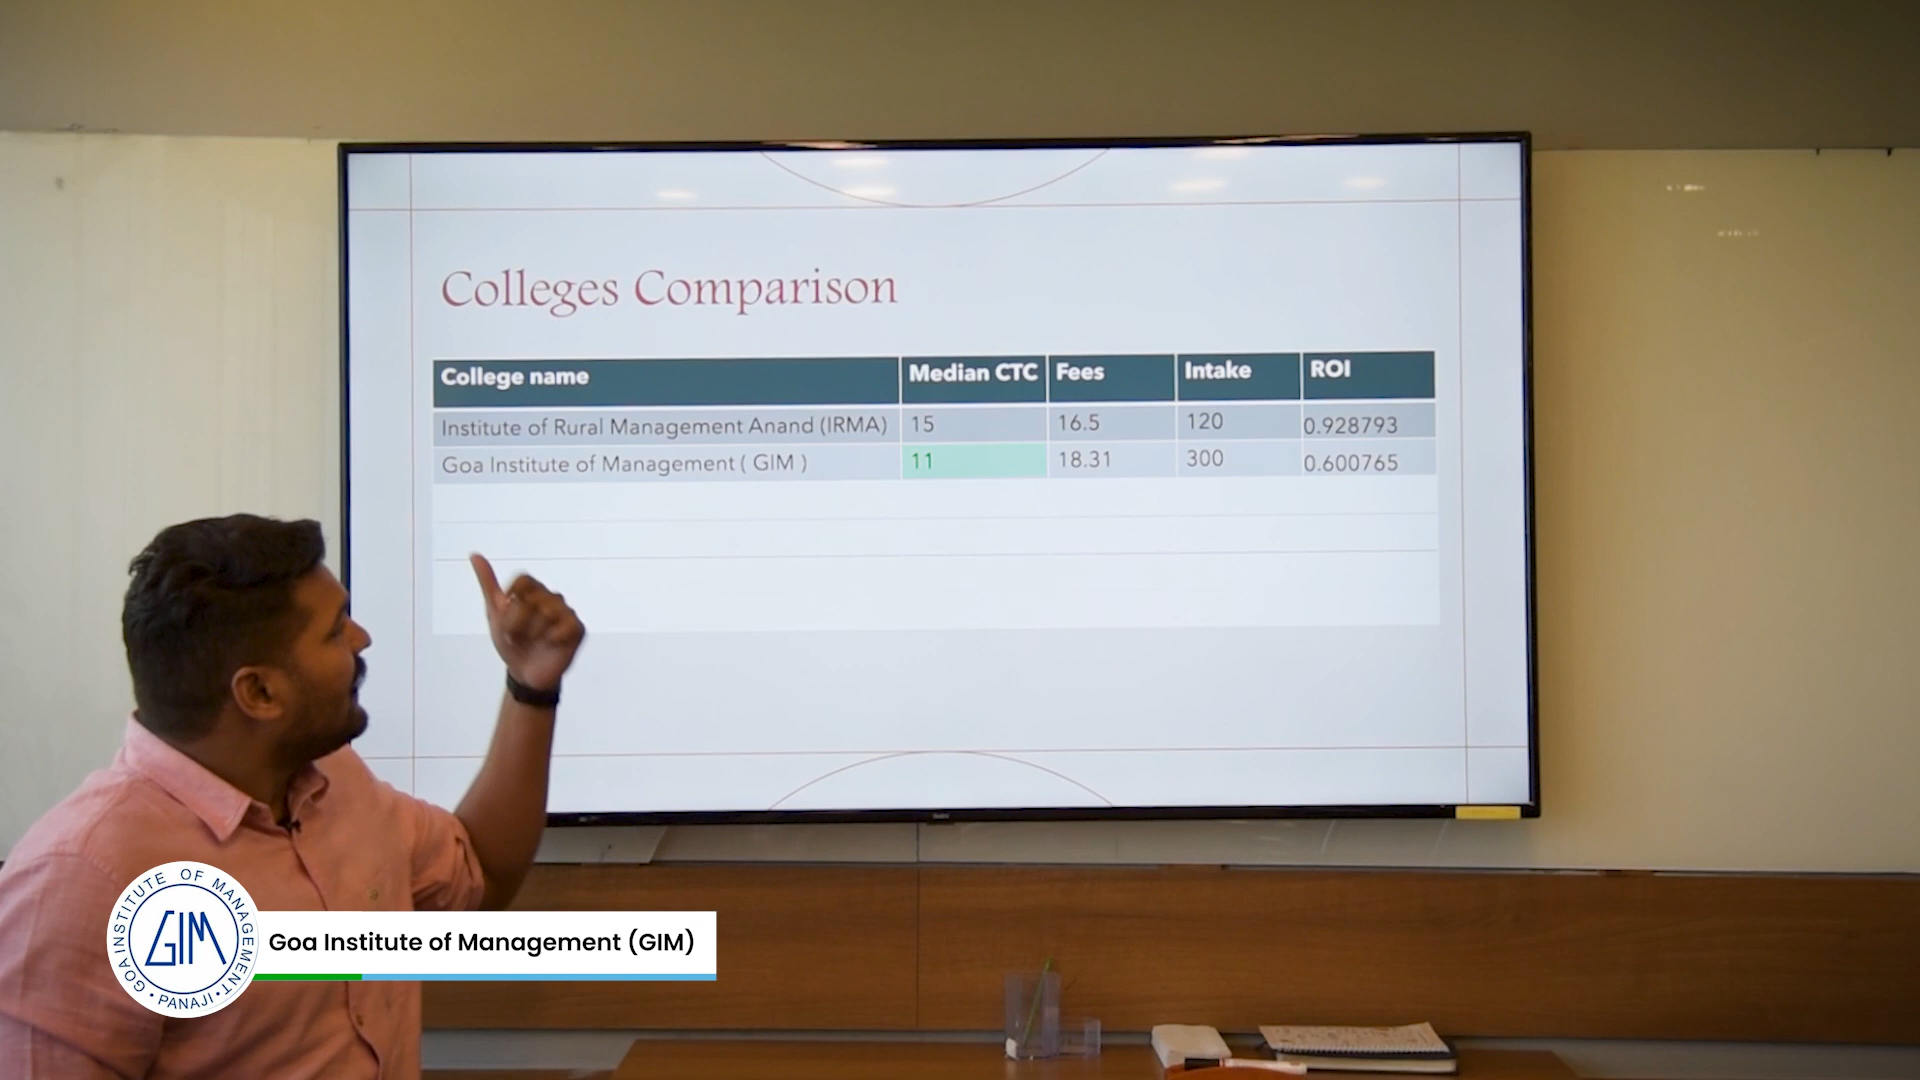 Colleges Comparison
College name Median CTC Fees Intake ROI
Institute of Rural Management Anand (IRMA) 15 16.5 120 0.928793
Goa Institute of Management ( GIM ) 11 18.31 300 0.600765
GOA INSTITUTE OF MANAGEMENT
GIM
• PANAJI •
Goa Institute of Management (GIM)